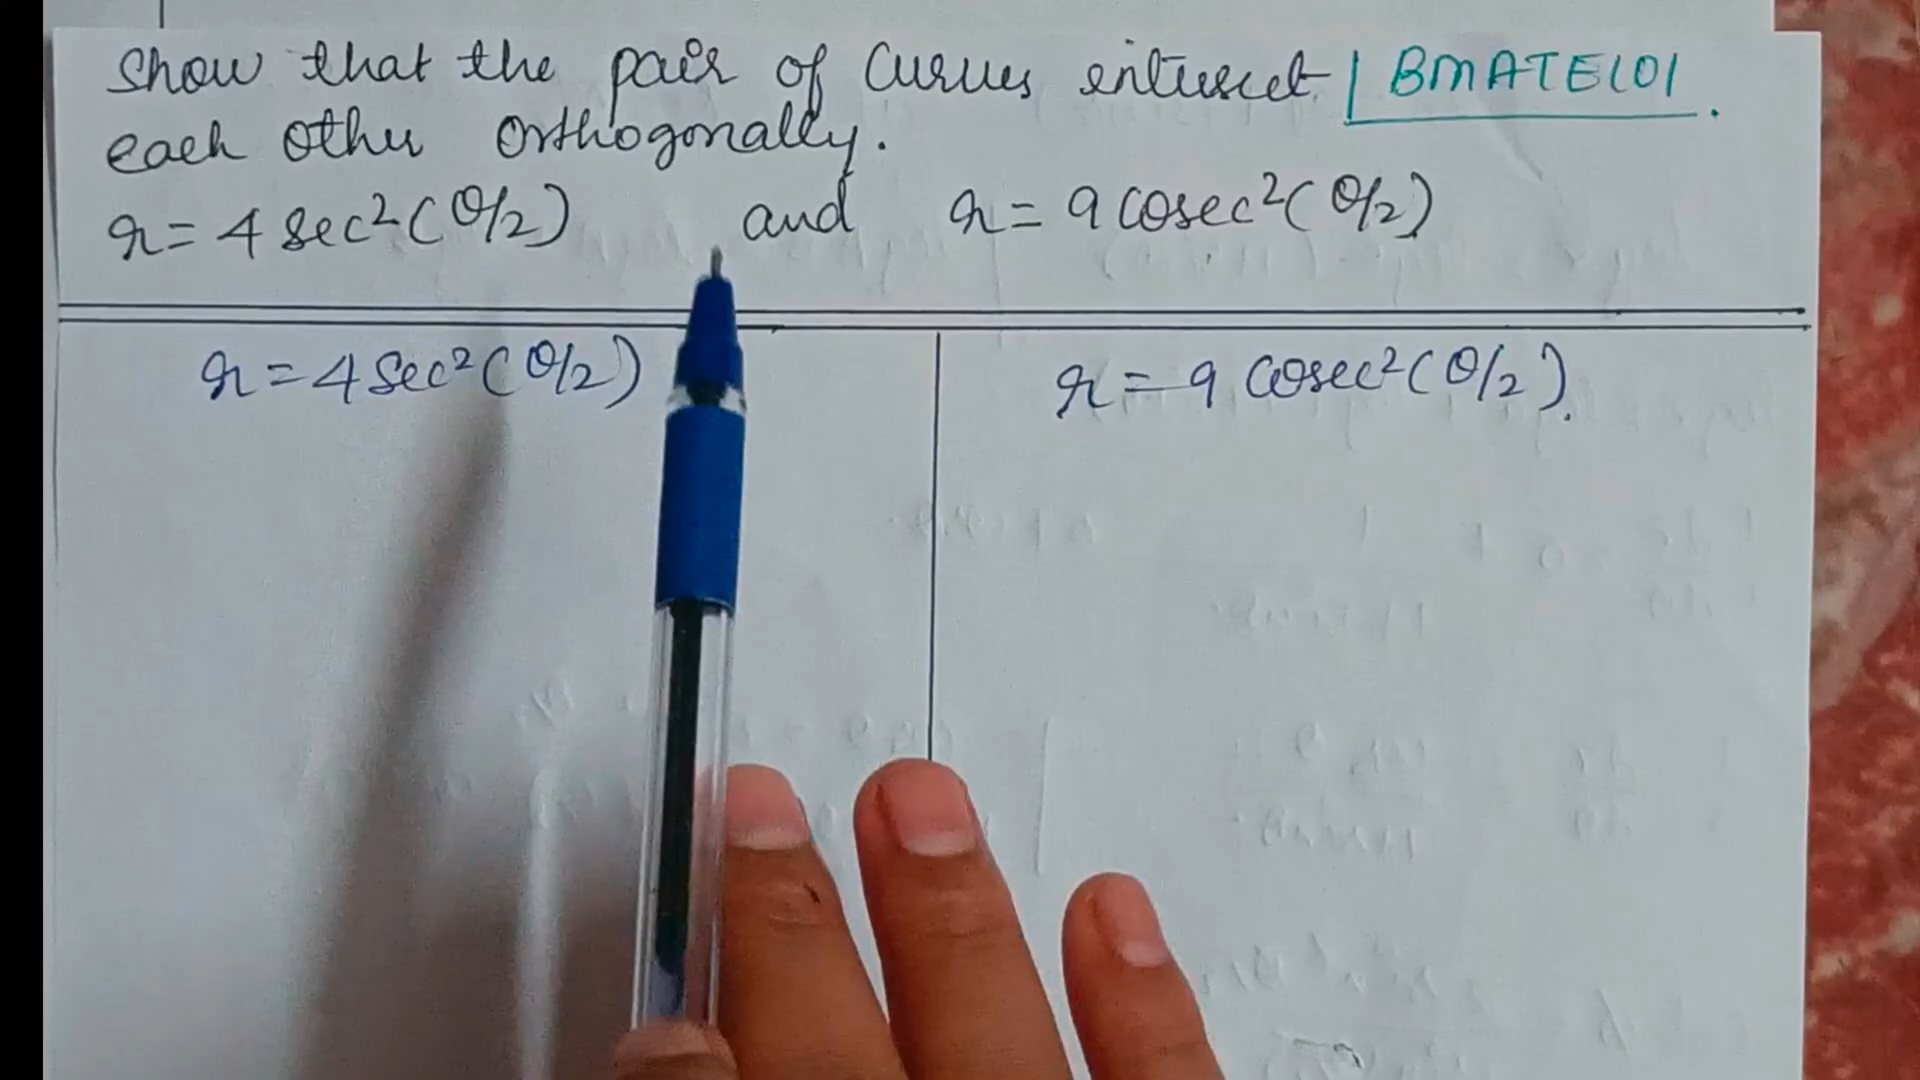 Show that the pair of Curves intersect BMATE101.
each other Orthogonally.
r = 4 sec²(θ/2) and r = 9 cosec²(θ/2)
r = 4 Sec²(θ/2) r = 9 Cosec²(θ/2).